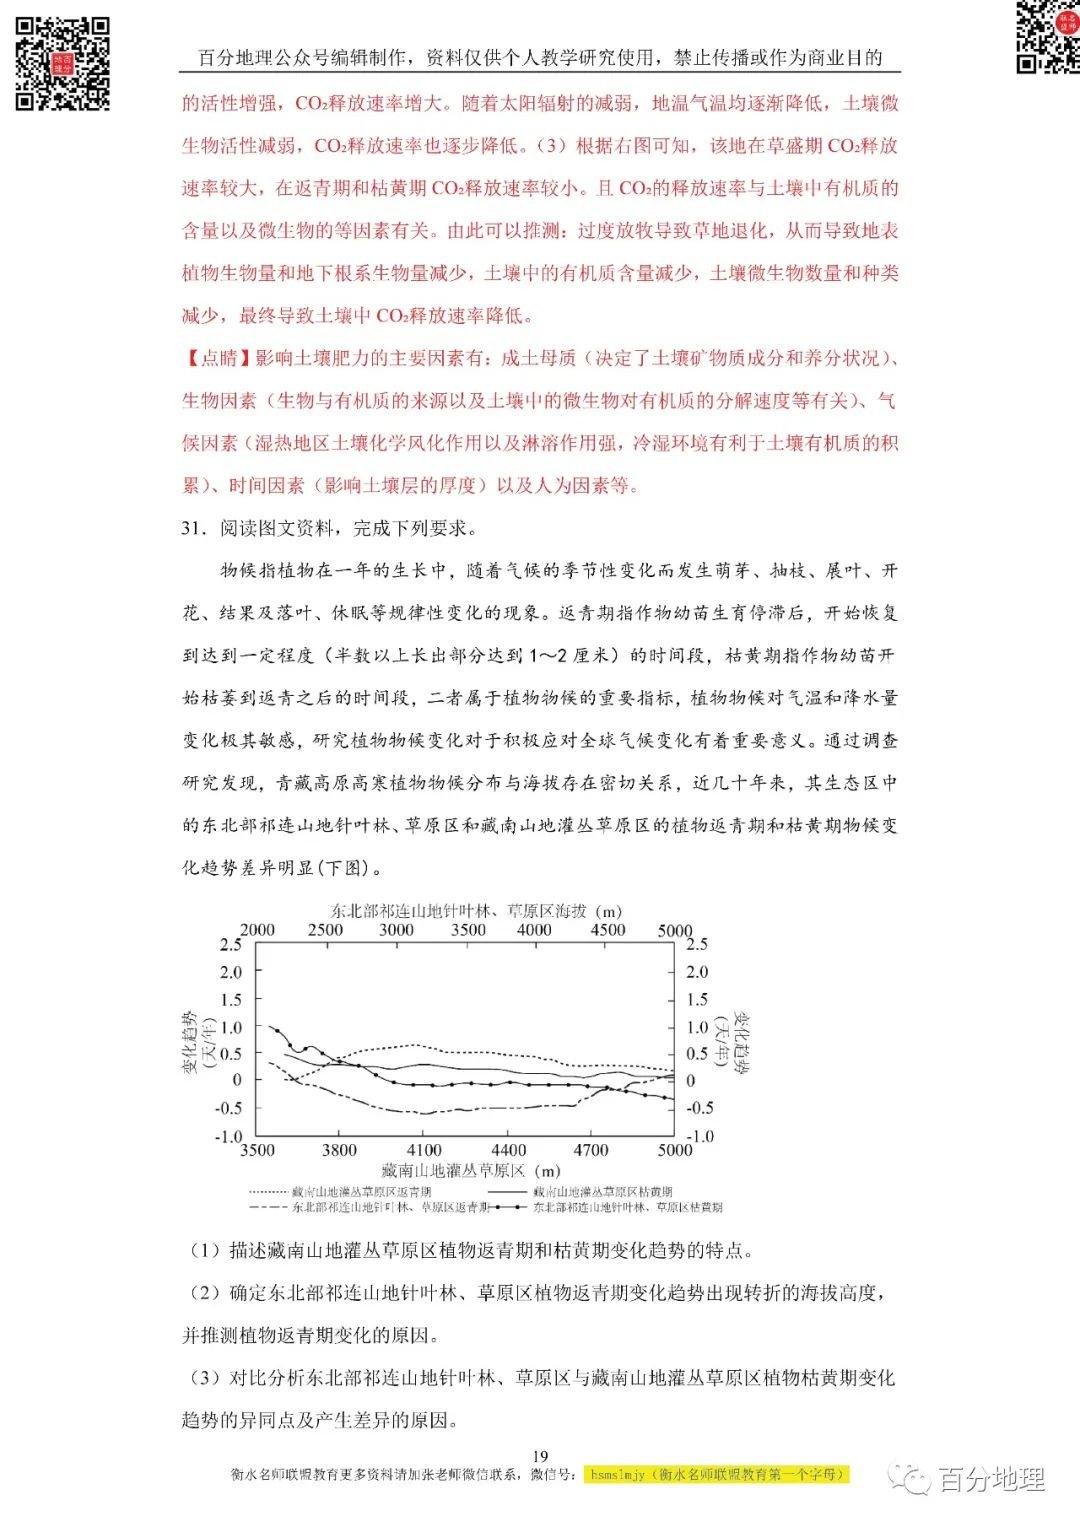 百分地理公众号编辑制作，资料仅供个人教学研究使用，禁止传播或作为商业目的
的活性增强，CO₂释放速率增大。随着太阳辐射的减弱，地温气温均逐渐降低，土壤微
生物活性减弱，CO₂释放速率也逐步降低。（3）根据右图可知，该地在草盛期 CO₂释放
速率较大，在返青期和枯黄期 CO₂释放速率较小。且 CO₂的释放速率与土壤中有机质的
含量以及微生物的等因素有关。由此可以推测：过度放牧导致草地退化，从而导致地表
植物生物量和地下根系生物量减少，土壤中的有机质含量减少，土壤微生物数量和种类
减少，最终导致土壤中 CO₂释放速率降低。
【点睛】影响土壤肥力的主要因素有：成土母质（决定了土壤矿物质成分和养分状况）、
生物因素（生物与有机质的来源以及土壤中的微生物对有机质的分解速度等有关）、气
候因素（湿热地区土壤化学风化作用以及淋溶作用强，冷湿环境有利于土壤有机质的积
累）、时间因素（影响土壤层的厚度）以及人为因素等。
31．阅读图文资料，完成下列要求。
物候指植物在一年的生长中，随着气候的季节性变化而发生萌芽、抽枝、展叶、开
花、结果及落叶、休眠等规律性变化的现象。返青期指作物幼苗生育停滞后，开始恢复
到达到一定程度（半数以上长出部分达到 1～2 厘米）的时间段，枯黄期指作物幼苗开
始枯萎到返青之后的时间段，二者属于植物物候的重要指标，植物物候对气温和降水量
变化极其敏感，研究植物物候变化对于积极应对全球气候变化有着重要意义。通过调查
研究发现，青藏高原高寒植物物候分布与海拔存在密切关系，近几十年来，其生态区中
的东北部祁连山地针叶林、草原区和藏南山地灌丛草原区的植物返青期和枯黄期物候变
化趋势差异明显(下图)。
东北部祁连山地针叶林、草原区海拔（m）
2000 2500 3000 3500 4000 4500 5000
2.5 2.5
2.0 2.0
1.5 1.5
变化趋势（天/年） 1.0 1.0 变化趋势（天/年）
0.5 0.5
0 0
-0.5 -0.5
-1.0 -1.0
3500 3800 4100 4400 4700 5000
藏南山地灌丛草原区（m）
藏南山地灌丛草原区返青期 藏南山地灌丛草原区枯黄期
东北部祁连山地针叶林、草原区返青期 东北部祁连山地针叶林、草原区枯黄期
（1）描述藏南山地灌丛草原区植物返青期和枯黄期变化趋势的特点。
（2）确定东北部祁连山地针叶林、草原区植物返青期变化趋势出现转折的海拔高度，
并推测植物返青期变化的原因。
（3）对比分析东北部祁连山地针叶林、草原区与藏南山地灌丛草原区植物枯黄期变化
趋势的异同点及产生差异的原因。
19
衡水名师联盟教育更多资料请加张老师微信联系，微信号： hsmslmjy（衡水名师联盟教育第一个字母）
百分地理